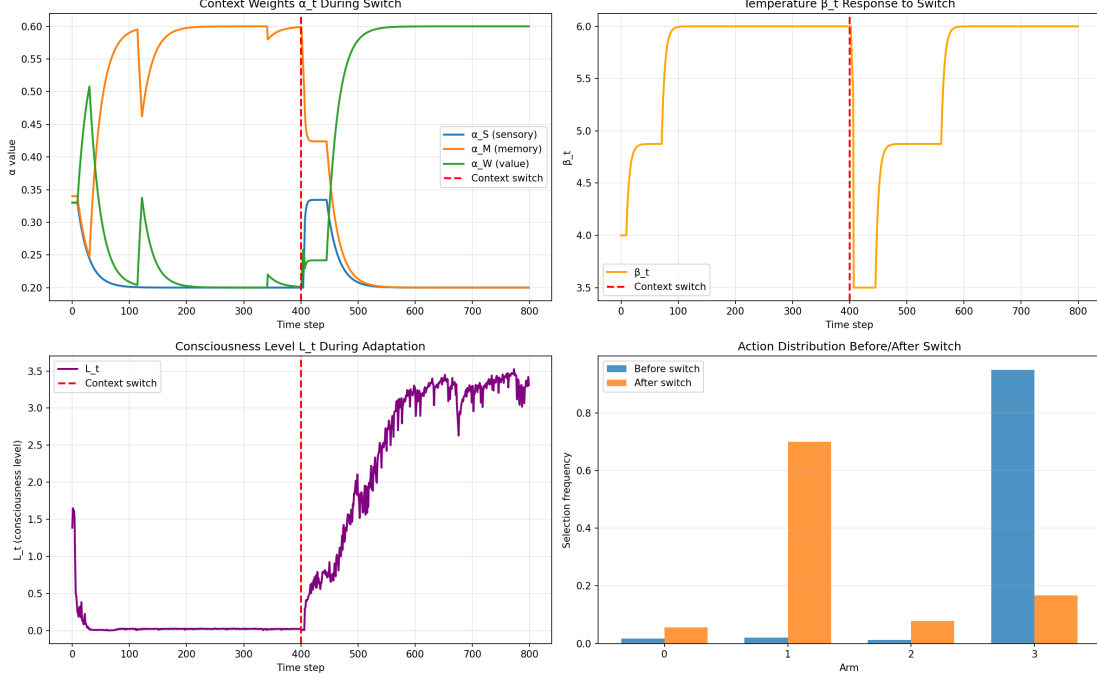 Context Weights α_t During Switch
α value
0.60
0.55
0.50
0.45
0.40
0.35
0.30
0.25
0.20
α_S (sensory)
α_M (memory)
α_W (value)
Context switch
0 100 200 300 400 500 600 700 800
Time step
Temperature β_t Response to Switch
β_t
6.0
5.5
5.0
4.5
4.0
3.5
β_t
Context switch
0 100 200 300 400 500 600 700 800
Time step
Consciousness Level L_t During Adaptation
L_t (consciousness level)
3.5
3.0
2.5
2.0
1.5
1.0
0.5
0.0
L_t
Context switch
0 100 200 300 400 500 600 700 800
Time step
Action Distribution Before/After Switch
Selection frequency
0.8
0.6
0.4
0.2
0.0
Before switch
After switch
0 1 2 3
Arm